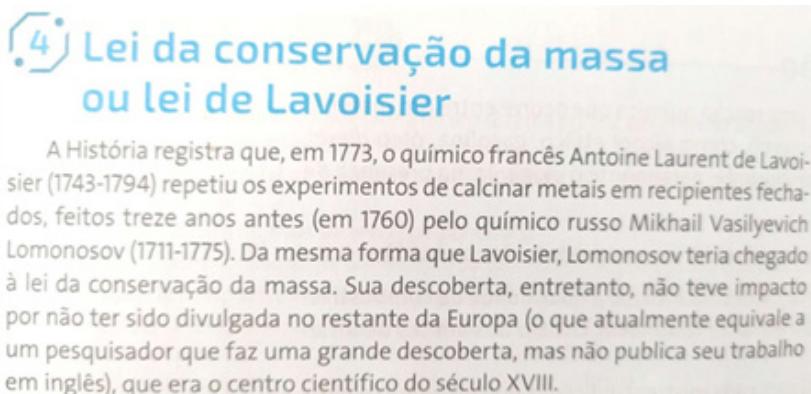 4 Lei da conservação da massa
ou lei de Lavoisier
A História registra que, em 1773, o químico francês Antoine Laurent de Lavoi-
sier (1743-1794) repetiu os experimentos de calcinar metais em recipientes fecha-
dos, feitos treze anos antes (em 1760) pelo químico russo Mikhail Vasilyevich
Lomonosov (1711-1775). Da mesma forma que Lavoisier, Lomonosov teria chegado
à lei da conservação da massa. Sua descoberta, entretanto, não teve impacto
por não ter sido divulgada no restante da Europa (o que atualmente equivale a
um pesquisador que faz uma grande descoberta, mas não publica seu trabalho
em inglês), que era o centro científico do século XVIII.